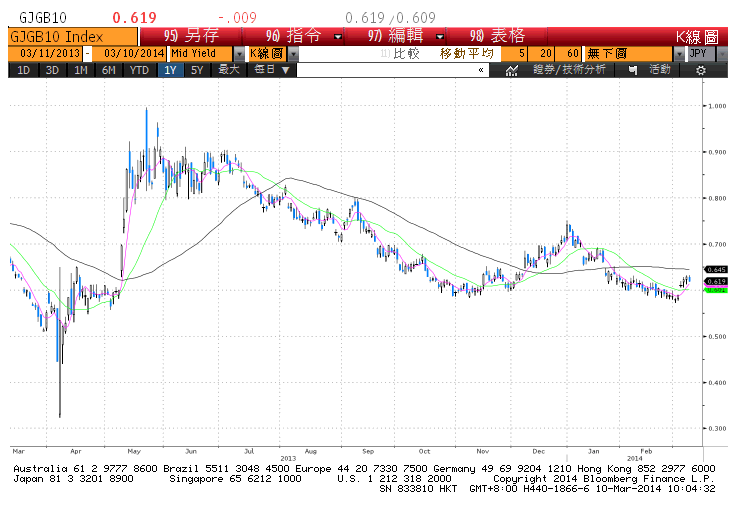 GJGB10 0.619 -.009 0.619/0.609
GJGB10 Index 95) 另存 96) 指令 97) 編輯 98) 表格 K線圖
03/11/2013 - 03/10/2014 Mid Yield K線圖 比較 移動平均 5 20 60 無下圖 JPY
1D 3D 1M 6M YTD 1Y 5Y 最大 每日 ▼ « 證券/技術分析 活動
1.000
0.900
0.800
0.700
0.645
0.619
0.601
0.500
0.400
0.300
Mar Apr May Jun Jul Aug Sep Oct Nov Dec Jan Feb
2013 2014
Australia 61 2 9777 8600 Brazil 5511 3048 4500 Europe 44 20 7330 7500 Germany 49 69 9204 1210 Hong Kong 852 2977 6000
Japan 81 3 3201 8900 Singapore 65 6212 1000 U.S. 1 212 318 2000 Copyright 2014 Bloomberg Finance L.P.
SN 833810 HKT GMT+8:00 H440-1866-6 10-Mar-2014 10:04:32